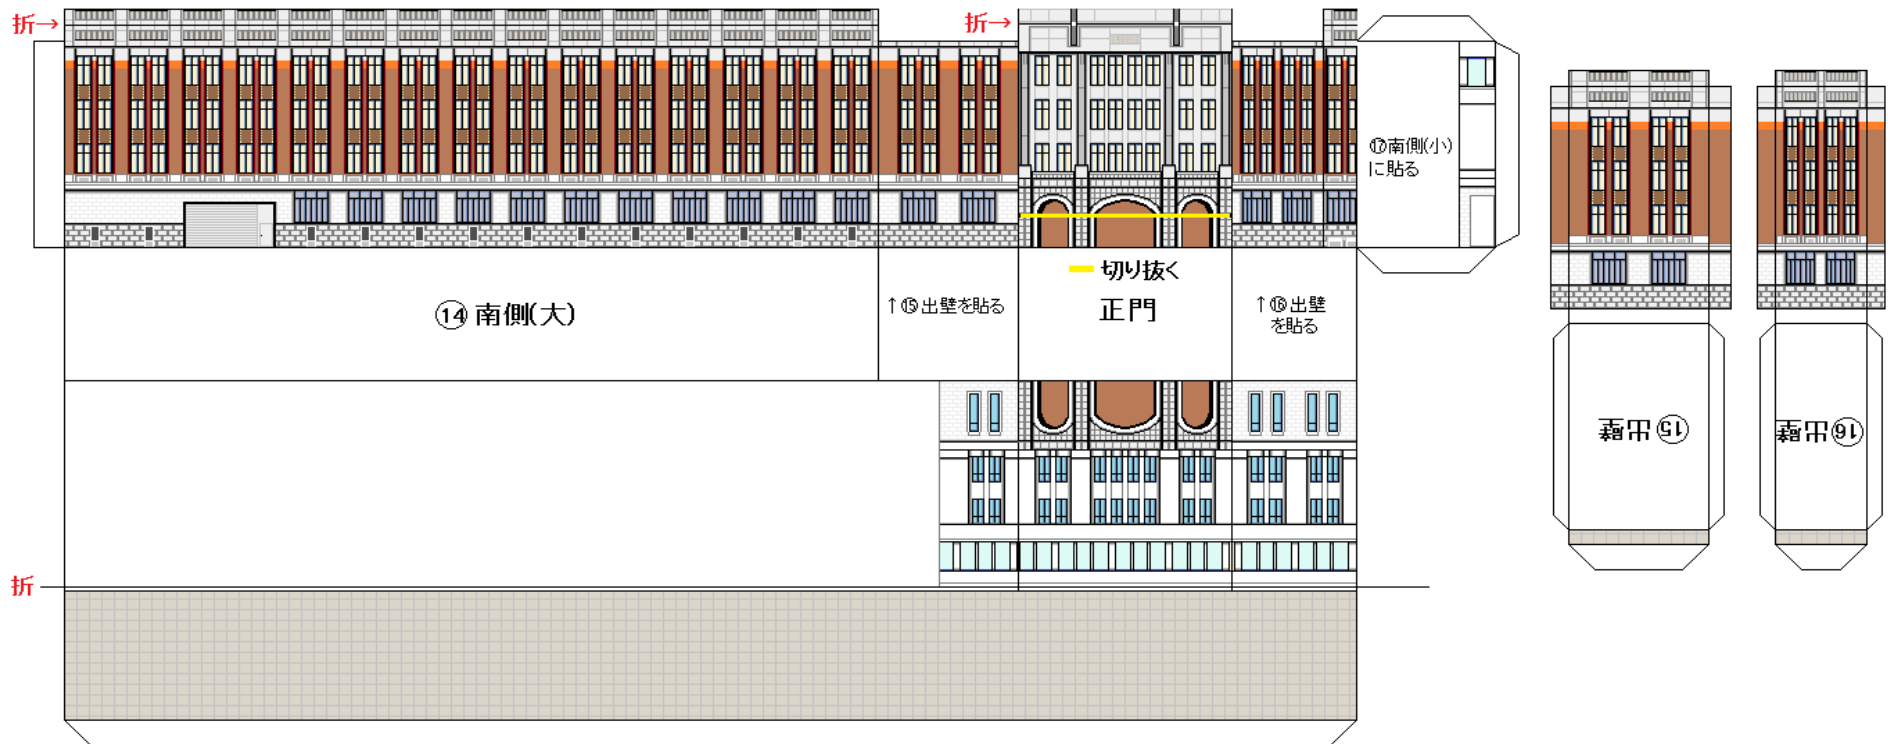 折→
折→
⑰南側(小)
に貼る
切り抜く
⑭ 南側(大)
↑⑮出壁を貼る
正門
↑⑯出壁
を貼る
⑮出壁
⑯出壁
折